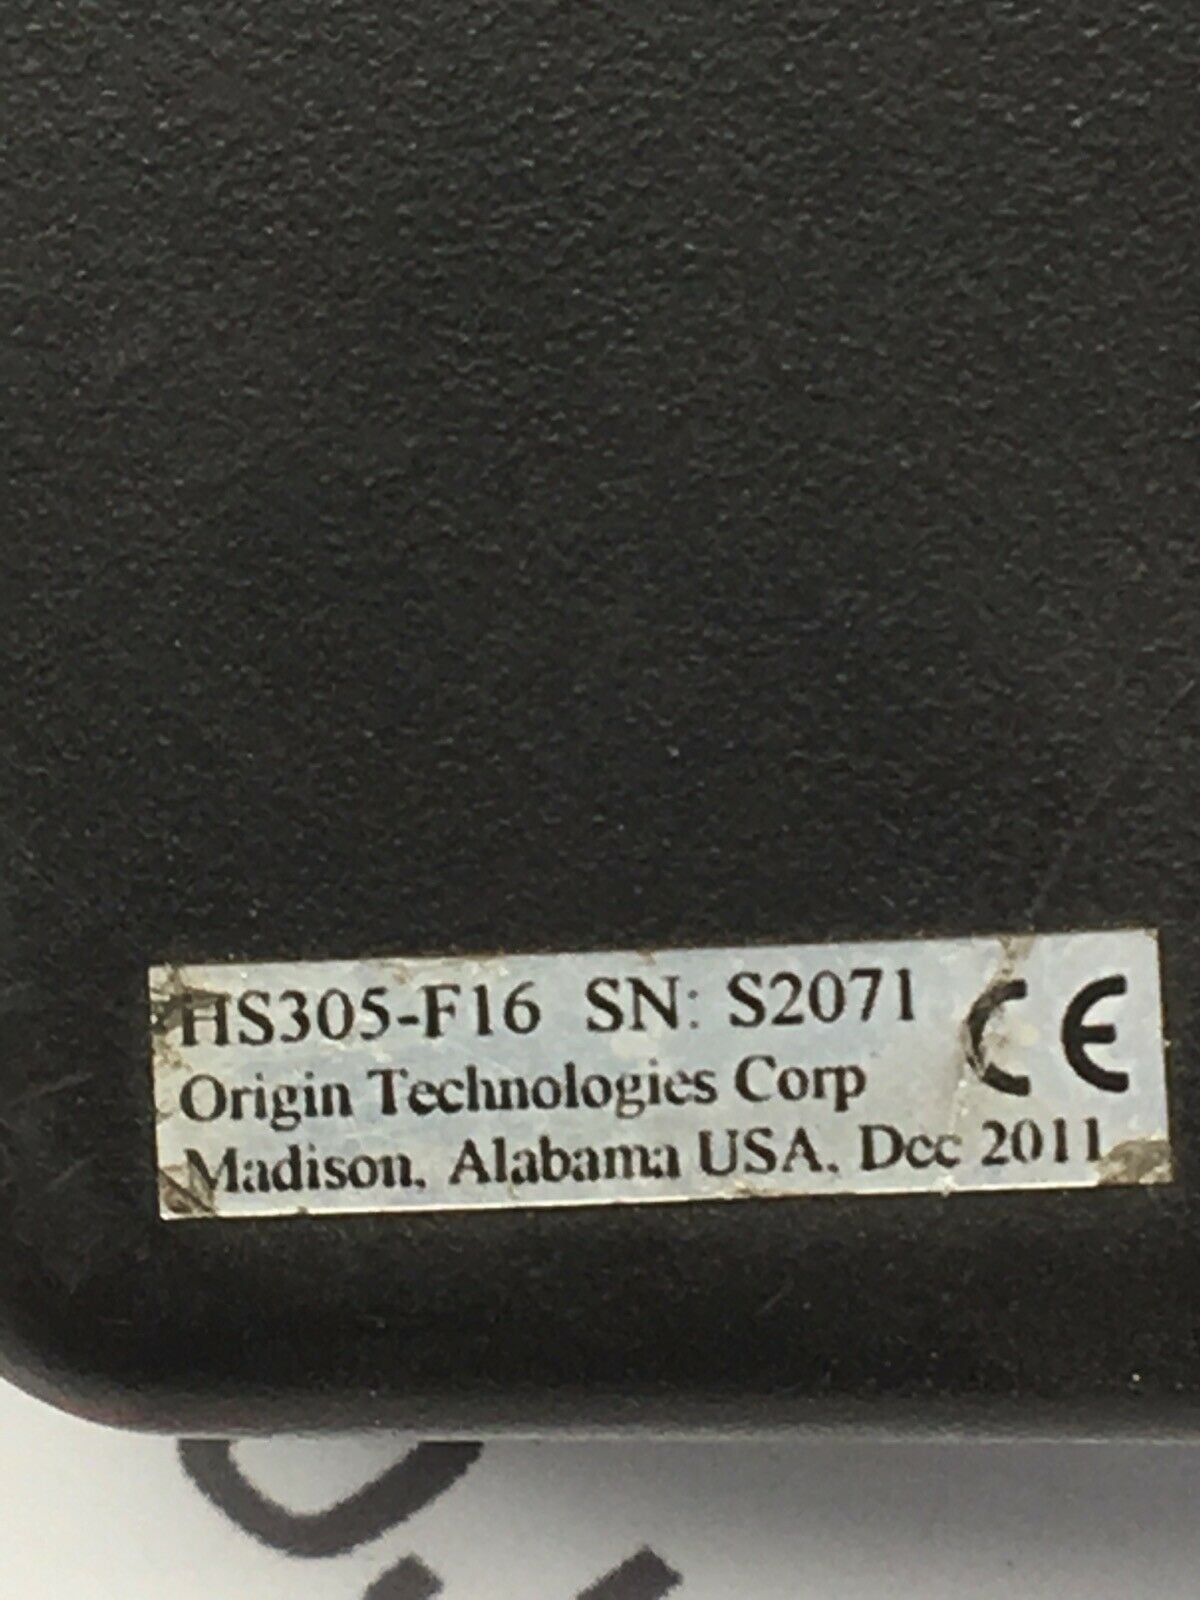 HS305-F16 SN: S2071 CE
Origin Technologies Corp
Madison, Alabama USA, Dec 2011